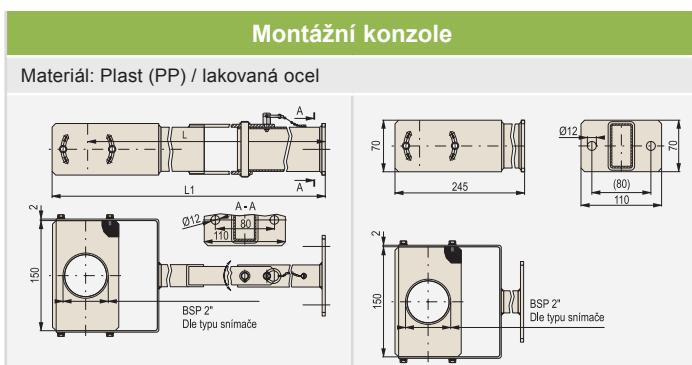 Montážní konzole
Materiál: Plast (PP) / lakovaná ocel
A
L
A
L1
A - A
Ø12
80
110
2
150
BSP 2"
Dle typu snímače
70
245
Ø12
70
(80)
110
2
150
BSP 2"
Dle typu snímače